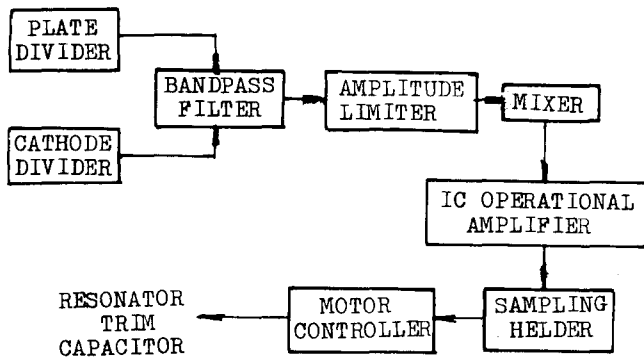 PLATE
DIVIDER
BANDPASS
FILTER
AMPLITUDE
LIMITER
MIXER
CATHODE
DIVIDER
IC OPERATIONAL
AMPLIFIER
RESONATOR
TRIM
CAPACITOR
MOTOR
CONTROLLER
SAMPLING
HELDER